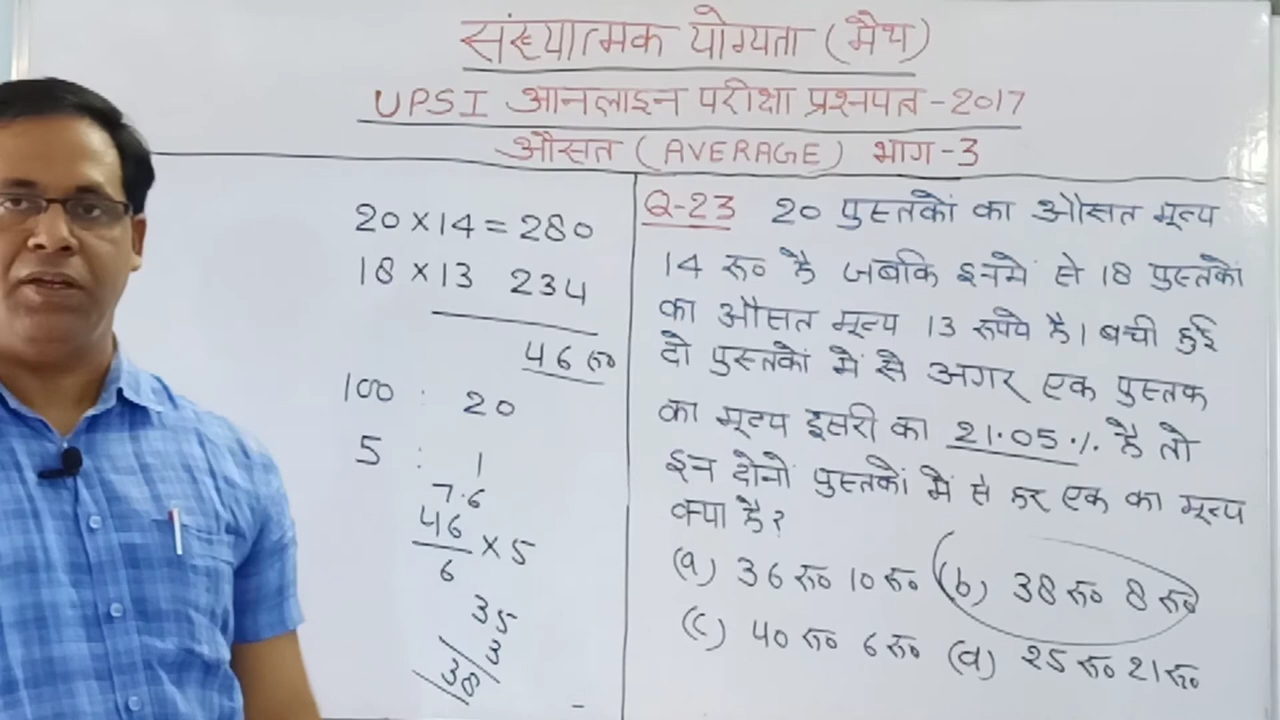 संख्यात्मक योग्यता (मैथ)
UPSI ऑनलाइन परीक्षा प्रश्नपत्र-2017
औसत (AVERAGE) भाग-3
20 × 14 = 280
18 × 13 234
46 रु०
100 : 20
5 : 1
7.6
46 × 5
6
35
3
38
Q-23 20 पुस्तकों का औसत मूल्य
14 रु० है जबकि इनमें से 18 पुस्तकों
का औसत मूल्य 13 रुपये है। बची हुई
दो पुस्तकों में से अगर एक पुस्तक
का मूल्य दूसरी का 21.05% है तो
इन दोनों पुस्तकों में से हर एक का मूल्य
क्या है?
(a) 36 रु० 10 रु० (b) 38 रु० 8 रु०
(c) 40 रु० 6 रु० (d) 25 रु० 21 रु०